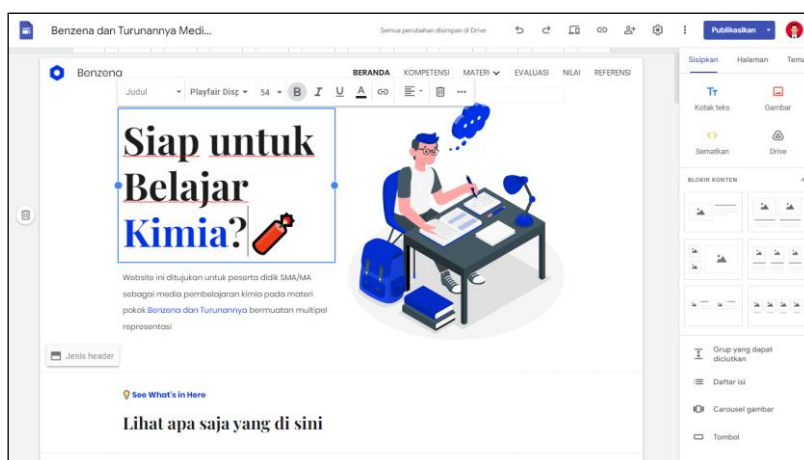 Benzena dan Turunannya Medi...
Semua perubahan disimpan di Drive
Publikasikan
Benzena
BERANDA KOMPETENSI MATERI EVALUASI NILAI REFERENSI
Judul Playfair Disp 54 B I U A
Siap untuk
Belajar
Kimia?
Website ini ditujukan untuk peserta didik SMA/MA
sebagai media pembelajaran kimia pada materi
pokok Benzena dan Turunannya bermuatan multipel
representasi
Jenis header
See What's in Here
Lihat apa saja yang di sini
Sisipkan Halaman Tema
Kotak teks Gambar
Sematkan Drive
BLOKIR KONTEN
Grup yang dapat
diciutkan
Daftar isi
Carousel gambar
Tombol